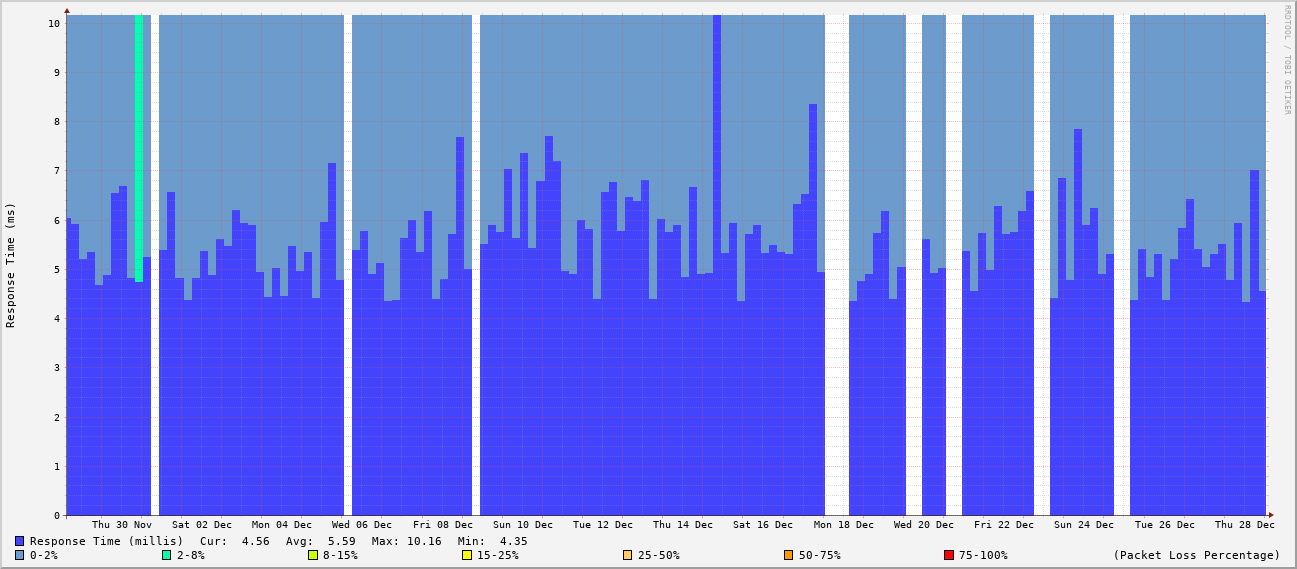 RRDTOOL / TOBI OETIKER
Response Time (ms)
10
9
8
7
6
5
4
3
2
1
0
Thu 30 Nov Sat 02 Dec Mon 04 Dec Wed 06 Dec Fri 08 Dec Sun 10 Dec Tue 12 Dec Thu 14 Dec Sat 16 Dec Mon 18 Dec Wed 20 Dec Fri 22 Dec Sun 24 Dec Tue 26 Dec Thu 28 Dec
Response Time (millis) Cur: 4.56 Avg: 5.59 Max: 10.16 Min: 4.35
0-2% 2-8% 8-15% 15-25% 25-50% 50-75% 75-100% (Packet Loss Percentage)